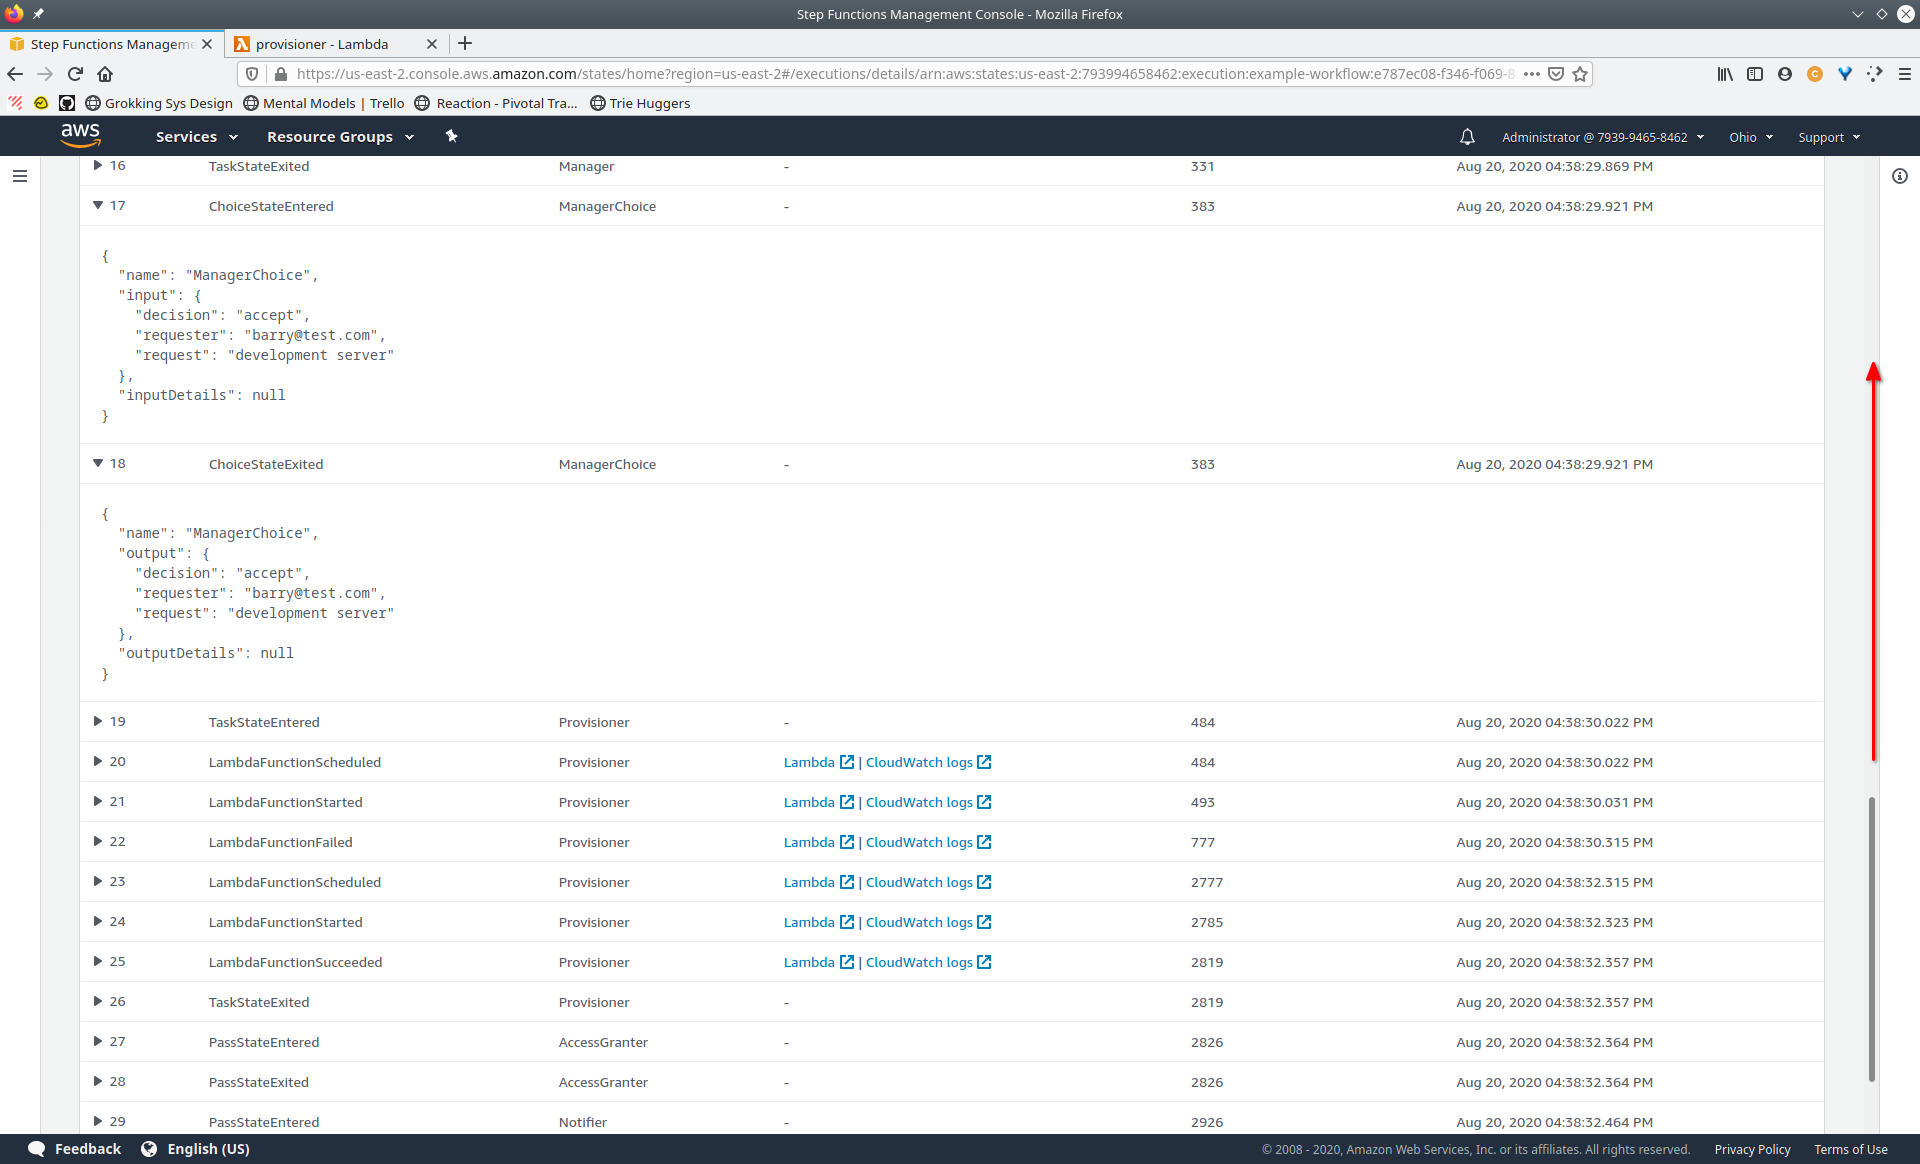 Step Functions Management Console - Mozilla Firefox
Step Functions Manageme
provisioner - Lambda
https://us-east-2.console.aws.amazon.com/states/home?region=us-east-2#/executions/details/arn:aws:states:us-east-2:793994658462:execution:example-workflow:e787ec08-f346-f069-8
Grokking Sys Design Mental Models | Trello Reaction - Pivotal Tra... Trie Huggers
aws Services Resource Groups Administrator @ 7939-9465-8462 Ohio Support
16 TaskStateExited Manager - 331 Aug 20, 2020 04:38:29.869 PM
17 ChoiceStateEntered ManagerChoice - 383 Aug 20, 2020 04:38:29.921 PM
{
"name": "ManagerChoice",
"input": {
"decision": "accept",
"requester": "barry@test.com",
"request": "development server"
},
"inputDetails": null
}
18 ChoiceStateExited ManagerChoice - 383 Aug 20, 2020 04:38:29.921 PM
{
"name": "ManagerChoice",
"output": {
"decision": "accept",
"requester": "barry@test.com",
"request": "development server"
},
"outputDetails": null
}
19 TaskStateEntered Provisioner - 484 Aug 20, 2020 04:38:30.022 PM
20 LambdaFunctionScheduled Provisioner Lambda | CloudWatch logs 484 Aug 20, 2020 04:38:30.022 PM
21 LambdaFunctionStarted Provisioner Lambda | CloudWatch logs 493 Aug 20, 2020 04:38:30.031 PM
22 LambdaFunctionFailed Provisioner Lambda | CloudWatch logs 777 Aug 20, 2020 04:38:30.315 PM
23 LambdaFunctionScheduled Provisioner Lambda | CloudWatch logs 2777 Aug 20, 2020 04:38:32.315 PM
24 LambdaFunctionStarted Provisioner Lambda | CloudWatch logs 2785 Aug 20, 2020 04:38:32.323 PM
25 LambdaFunctionSucceeded Provisioner Lambda | CloudWatch logs 2819 Aug 20, 2020 04:38:32.357 PM
26 TaskStateExited Provisioner - 2819 Aug 20, 2020 04:38:32.357 PM
27 PassStateEntered AccessGranter - 2826 Aug 20, 2020 04:38:32.364 PM
28 PassStateExited AccessGranter - 2826 Aug 20, 2020 04:38:32.364 PM
29 PassStateEntered Notifier - 2926 Aug 20, 2020 04:38:32.464 PM
Feedback English (US) © 2008 - 2020, Amazon Web Services, Inc. or its affiliates. All rights reserved. Privacy Policy Terms of Use